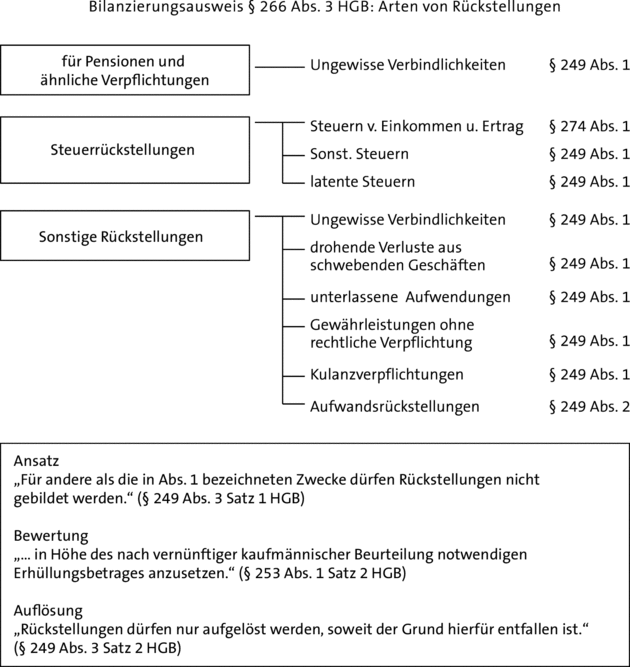 Bilanzierungsausweis § 266 Abs. 3 HGB: Arten von Rückstellungen
für Pensionen und
ähnliche Verpflichtungen
Ungewisse Verbindlichkeiten § 249 Abs. 1
Steuerrückstellungen
Steuern v. Einkommen u. Ertrag § 274 Abs. 1
Sonst. Steuern § 249 Abs. 1
latente Steuern § 249 Abs. 1
Sonstige Rückstellungen
Ungewisse Verbindlichkeiten § 249 Abs. 1
drohende Verluste aus
schwebenden Geschäften § 249 Abs. 1
unterlassene Aufwendungen § 249 Abs. 1
Gewährleistungen ohne
rechtliche Verpflichtung § 249 Abs. 1
Kulanzverpflichtungen § 249 Abs. 1
Aufwandsrückstellungen § 249 Abs. 2
Ansatz
„Für andere als die in Abs. 1 bezeichneten Zwecke dürfen Rückstellungen nicht
gebildet werden.“ (§ 249 Abs. 3 Satz 1 HGB)
Bewertung
„... in Höhe des nach vernünftiger kaufmännischer Beurteilung notwendigen
Erhüllungsbetrages anzusetzen.“ (§ 253 Abs. 1 Satz 2 HGB)
Auflösung
„Rückstellungen dürfen nur aufgelöst werden, soweit der Grund hierfür entfallen ist.“
(§ 249 Abs. 3 Satz 2 HGB)